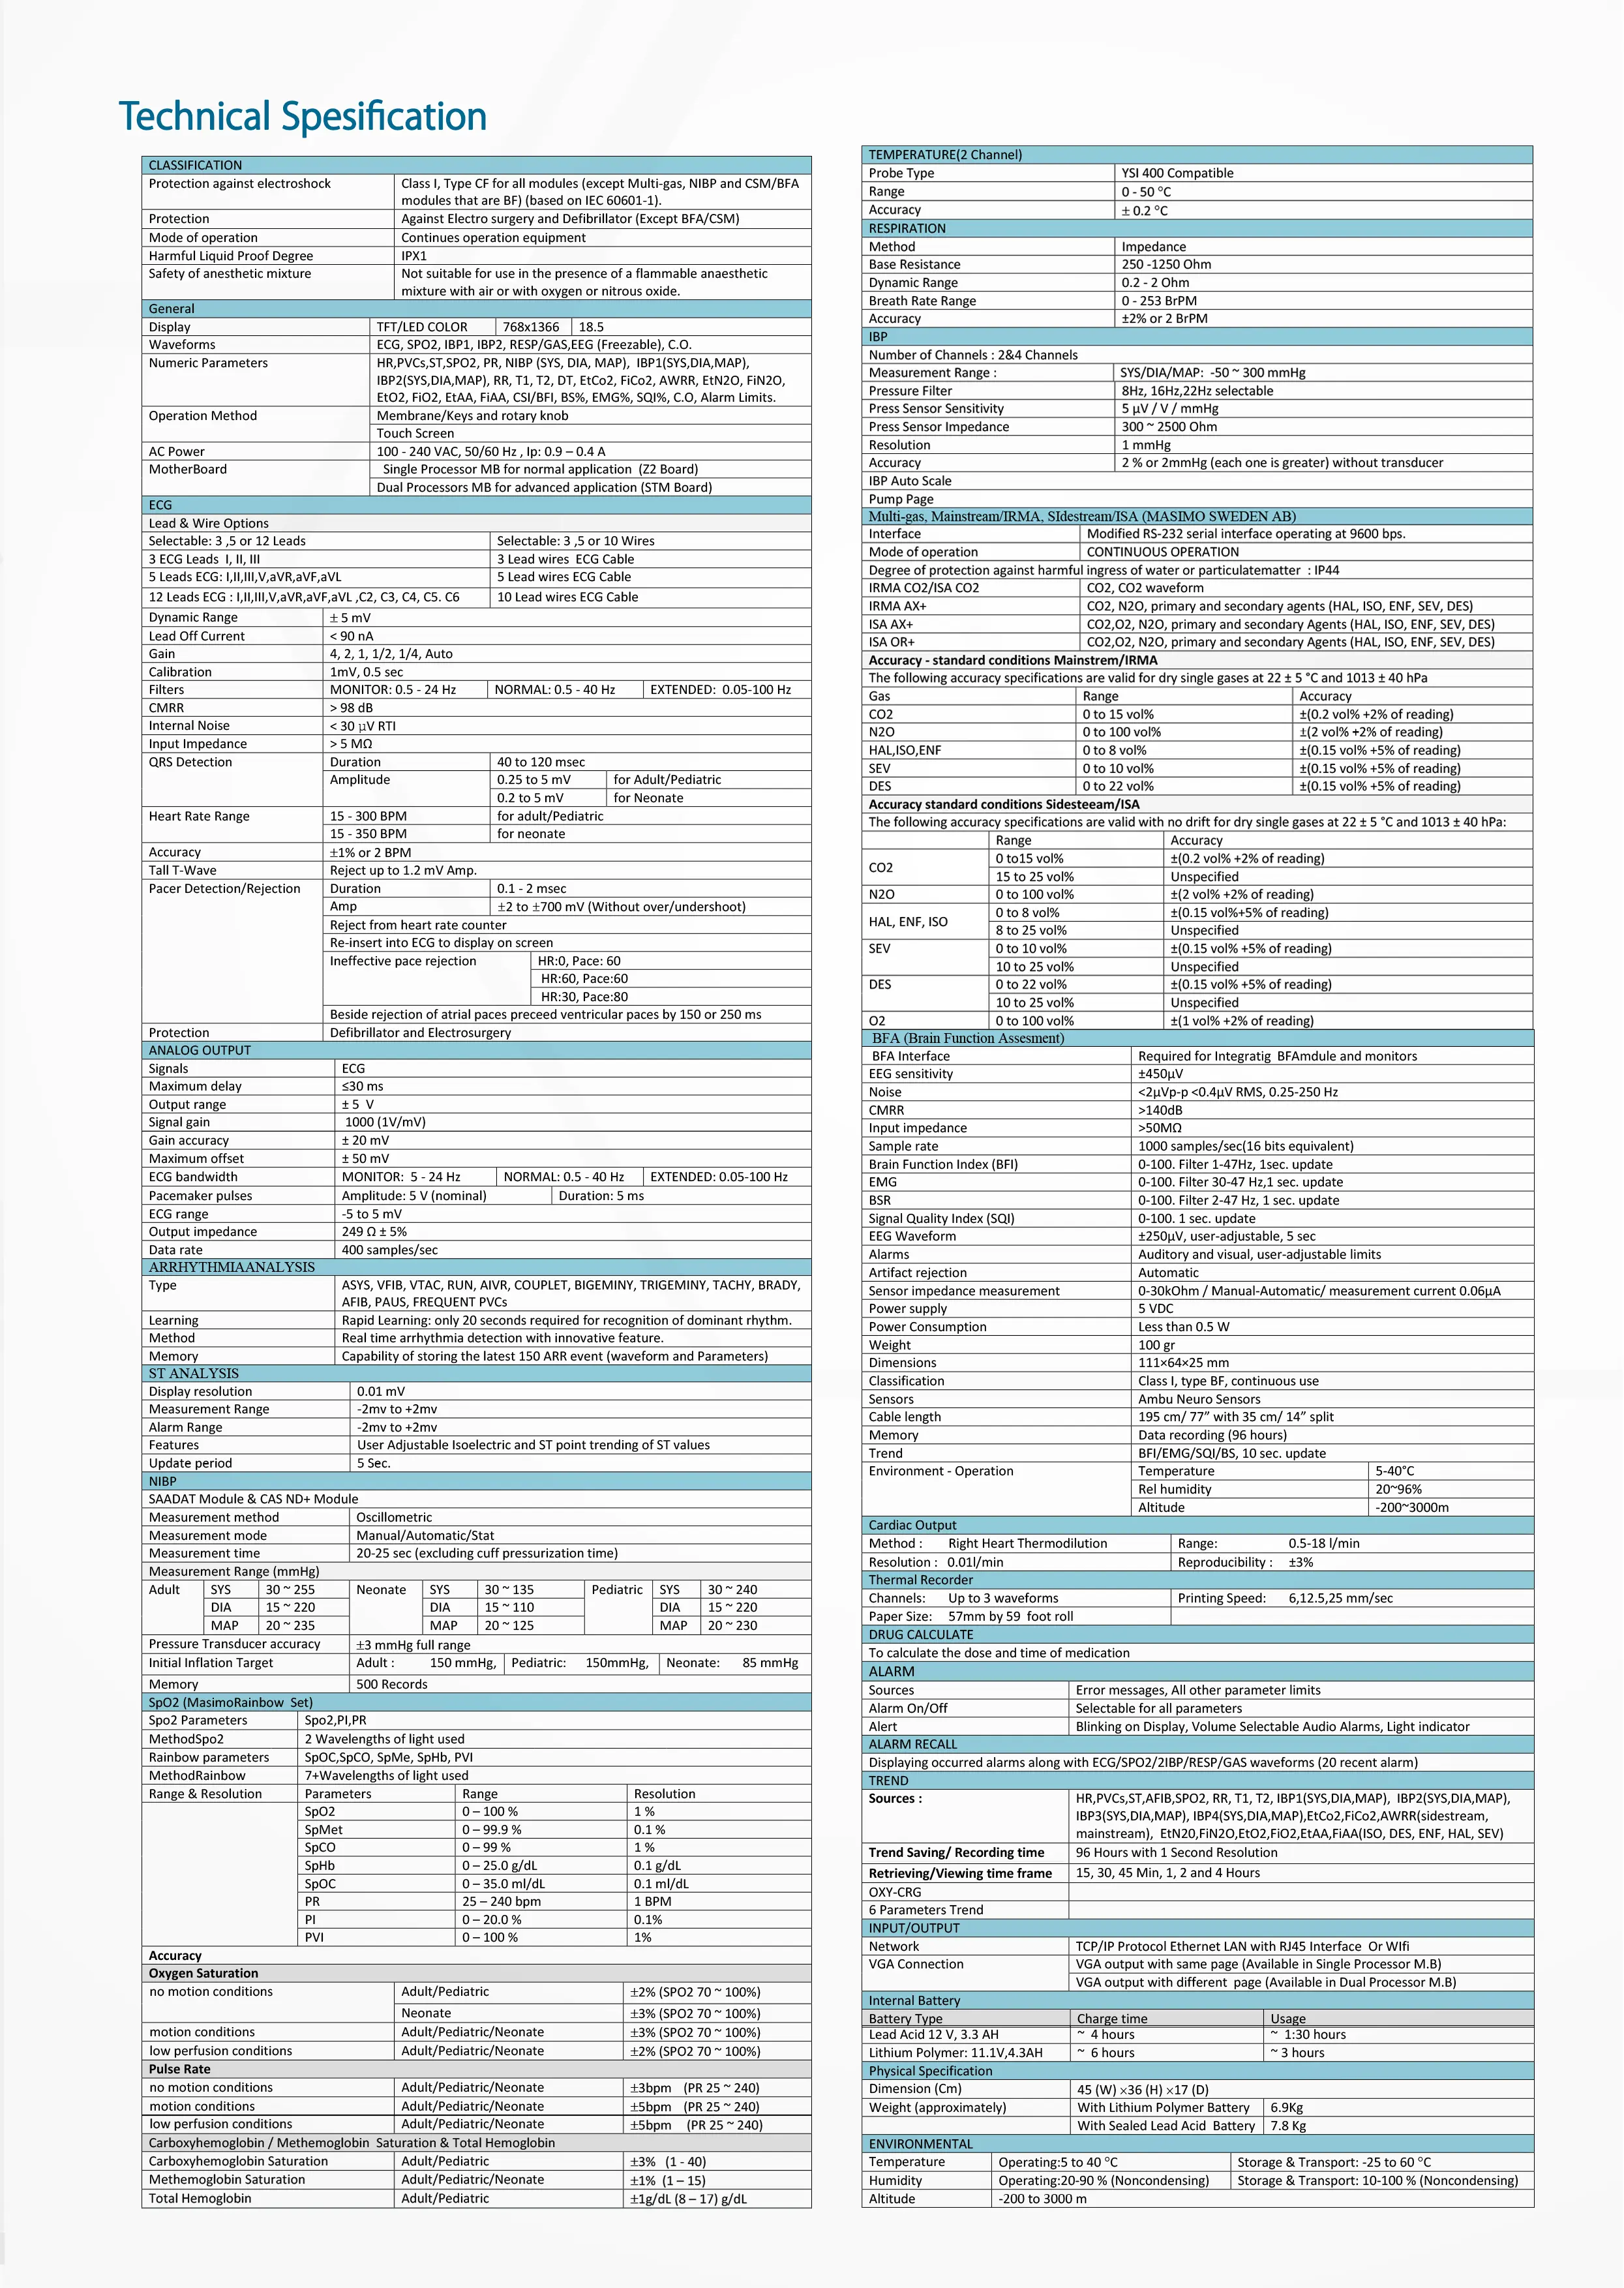 Technical Spesification
CLASSIFICATION
Protection against electroshock Class I, Type CF for all modules (except Multi-gas, NIBP and CSM/BFA
modules that are BF) (based on IEC 60601-1).
Protection Against Electro surgery and Defibrillator (Except BFA/CSM)
Mode of operation Continues operation equipment
Harmful Liquid Proof Degree IPX1
Safety of anesthetic mixture Not suitable for use in the presence of a flammable anaesthetic
mixture with air or with oxygen or nitrous oxide.
General
Display TFT/LED COLOR 768x1366 18.5
Waveforms ECG, SPO2, IBP1, IBP2, RESP/GAS,EEG (Freezable), C.O.
Numeric Parameters HR,PVCs,ST,SPO2, PR, NIBP (SYS, DIA, MAP), IBP1(SYS,DIA,MAP),
IBP2(SYS,DIA,MAP), RR, T1, T2, DT, EtCo2, FiCo2, AWRR, EtN2O, FiN2O,
EtO2, FiO2, EtAA, FiAA, CSI/BFI, BS%, EMG%, SQI%, C.O, Alarm Limits.
Operation Method Membrane/Keys and rotary knob
Touch Screen
AC Power 100 - 240 VAC, 50/60 Hz , Ip: 0.9 – 0.4 A
MotherBoard Single Processor MB for normal application (Z2 Board)
Dual Processors MB for advanced application (STM Board)
ECG
Lead & Wire Options
Selectable: 3 ,5 or 12 Leads Selectable: 3 ,5 or 10 Wires
3 ECG Leads I, II, III 3 Lead wires ECG Cable
5 Leads ECG: I,II,III,V,aVR,aVF,aVL 5 Lead wires ECG Cable
12 Leads ECG : I,II,III,V,aVR,aVF,aVL ,C2, C3, C4, C5. C6 10 Lead wires ECG Cable
Dynamic Range ± 5 mV
Lead Off Current < 90 nA
Gain 4, 2, 1, 1/2, 1/4, Auto
Calibration 1mV, 0.5 sec
Filters MONITOR: 0.5 - 24 Hz NORMAL: 0.5 - 40 Hz EXTENDED: 0.05-100 Hz
CMRR > 98 dB
Internal Noise < 30 µV RTI
Input Impedance > 5 MΩ
QRS Detection Duration 40 to 120 msec
Amplitude 0.25 to 5 mV for Adult/Pediatric
0.2 to 5 mV for Neonate
Heart Rate Range 15 - 300 BPM for adult/Pediatric
15 - 350 BPM for neonate
Accuracy ±1% or 2 BPM
Tall T-Wave Reject up to 1.2 mV Amp.
Pacer Detection/Rejection Duration 0.1 - 2 msec
Amp ±2 to ±700 mV (Without over/undershoot)
Reject from heart rate counter
Re-insert into ECG to display on screen
Ineffective pace rejection HR:0, Pace: 60
HR:60, Pace:60
HR:30, Pace:80
Beside rejection of atrial paces preceed ventricular paces by 150 or 250 ms
Protection Defibrillator and Electrosurgery
ANALOG OUTPUT
Signals ECG
Maximum delay ≤30 ms
Output range ± 5 V
Signal gain 1000 (1V/mV)
Gain accuracy ± 20 mV
Maximum offset ± 50 mV
ECG bandwidth MONITOR: 5 - 24 Hz NORMAL: 0.5 - 40 Hz EXTENDED: 0.05-100 Hz
Pacemaker pulses Amplitude: 5 V (nominal) Duration: 5 ms
ECG range -5 to 5 mV
Output impedance 249 Ω ± 5%
Data rate 400 samples/sec
ARRHYTHMIAANALYSIS
Type ASYS, VFIB, VTAC, RUN, AIVR, COUPLET, BIGEMINY, TRIGEMINY, TACHY, BRADY,
AFIB, PAUS, FREQUENT PVCs
Learning Rapid Learning: only 20 seconds required for recognition of dominant rhythm.
Method Real time arrhythmia detection with innovative feature.
Memory Capability of storing the latest 150 ARR event (waveform and Parameters)
ST ANALYSIS
Display resolution 0.01 mV
Measurement Range -2mv to +2mv
Alarm Range -2mv to +2mv
Features User Adjustable Isoelectric and ST point trending of ST values
Update period 5 Sec.
NIBP
SAADAT Module & CAS ND+ Module
Measurement method Oscillometric
Measurement mode Manual/Automatic/Stat
Measurement time 20-25 sec (excluding cuff pressurization time)
Measurement Range (mmHg)
Adult SYS 30 ~ 255 Neonate SYS 30 ~ 135 Pediatric SYS 30 ~ 240
DIA 15 ~ 220 DIA 15 ~ 110 DIA 15 ~ 220
MAP 20 ~ 235 MAP 20 ~ 125 MAP 20 ~ 230
Pressure Transducer accuracy ±3 mmHg full range
Initial Inflation Target Adult : 150 mmHg, Pediatric: 150mmHg, Neonate: 85 mmHg
Memory 500 Records
SpO2 (MasimoRainbow Set)
Spo2 Parameters Spo2,PI,PR
MethodSpo2 2 Wavelengths of light used
Rainbow parameters SpOC,SpCO, SpMe, SpHb, PVI
MethodRainbow 7+Wavelengths of light used
Range & Resolution Parameters Range Resolution
SpO2 0 – 100 % 1 %
SpMet 0 – 99.9 % 0.1 %
SpCO 0 – 99 % 1 %
SpHb 0 – 25.0 g/dL 0.1 g/dL
SpOC 0 – 35.0 ml/dL 0.1 ml/dL
PR 25 – 240 bpm 1 BPM
PI 0 – 20.0 % 0.1%
PVI 0 – 100 % 1%
Accuracy
Oxygen Saturation
no motion conditions Adult/Pediatric ±2% (SPO2 70 ~ 100%)
Neonate ±3% (SPO2 70 ~ 100%)
motion conditions Adult/Pediatric/Neonate ±3% (SPO2 70 ~ 100%)
low perfusion conditions Adult/Pediatric/Neonate ±2% (SPO2 70 ~ 100%)
Pulse Rate
no motion conditions Adult/Pediatric/Neonate ±3bpm (PR 25 ~ 240)
motion conditions Adult/Pediatric/Neonate ±5bpm (PR 25 ~ 240)
low perfusion conditions Adult/Pediatric/Neonate ±5bpm (PR 25 ~ 240)
Carboxyhemoglobin / Methemoglobin Saturation & Total Hemoglobin
Carboxyhemoglobin Saturation Adult/Pediatric ±3% (1 - 40)
Methemoglobin Saturation Adult/Pediatric/Neonate ±1% (1 – 15)
Total Hemoglobin Adult/Pediatric ±1g/dL (8 – 17) g/dL
TEMPERATURE(2 Channel)
Probe Type YSI 400 Compatible
Range 0 - 50 °C
Accuracy ± 0.2 °C
RESPIRATION
Method Impedance
Base Resistance 250 -1250 Ohm
Dynamic Range 0.2 - 2 Ohm
Breath Rate Range 0 - 253 BrPM
Accuracy ±2% or 2 BrPM
IBP
Number of Channels : 2&4 Channels
Measurement Range : SYS/DIA/MAP: -50 ~ 300 mmHg
Pressure Filter 8Hz, 16Hz,22Hz selectable
Press Sensor Sensitivity 5 µV / V / mmHg
Press Sensor Impedance 300 ~ 2500 Ohm
Resolution 1 mmHg
Accuracy 2 % or 2mmHg (each one is greater) without transducer
IBP Auto Scale
Pump Page
Multi-gas, Mainstream/IRMA, SIdestream/ISA (MASIMO SWEDEN AB)
Interface Modified RS-232 serial interface operating at 9600 bps.
Mode of operation CONTINUOUS OPERATION
Degree of protection against harmful ingress of water or particulatematter : IP44
IRMA CO2/ISA CO2 CO2, CO2 waveform
IRMA AX+ CO2, N2O, primary and secondary agents (HAL, ISO, ENF, SEV, DES)
ISA AX+ CO2,O2, N2O, primary and secondary Agents (HAL, ISO, ENF, SEV, DES)
ISA OR+ CO2,O2, N2O, primary and secondary Agents (HAL, ISO, ENF, SEV, DES)
Accuracy - standard conditions Mainstrem/IRMA
The following accuracy specifications are valid for dry single gases at 22 ± 5 °C and 1013 ± 40 hPa
Gas Range Accuracy
CO2 0 to 15 vol% ±(0.2 vol% +2% of reading)
N2O 0 to 100 vol% ±(2 vol% +2% of reading)
HAL,ISO,ENF 0 to 8 vol% ±(0.15 vol% +5% of reading)
SEV 0 to 10 vol% ±(0.15 vol% +5% of reading)
DES 0 to 22 vol% ±(0.15 vol% +5% of reading)
Accuracy standard conditions Sidesteeam/ISA
The following accuracy specifications are valid with no drift for dry single gases at 22 ± 5 °C and 1013 ± 40 hPa:
Range Accuracy
CO2 0 to15 vol% ±(0.2 vol% +2% of reading)
15 to 25 vol% Unspecified
N2O 0 to 100 vol% ±(2 vol% +2% of reading)
HAL, ENF, ISO 0 to 8 vol% ±(0.15 vol%+5% of reading)
8 to 25 vol% Unspecified
SEV 0 to 10 vol% ±(0.15 vol% +5% of reading)
10 to 25 vol% Unspecified
DES 0 to 22 vol% ±(0.15 vol% +5% of reading)
10 to 25 vol% Unspecified
O2 0 to 100 vol% ±(1 vol% +2% of reading)
BFA (Brain Function Assesment)
BFA Interface Required for Integratig BFAmdule and monitors
EEG sensitivity ±450µV
Noise <2µVp-p <0.4µV RMS, 0.25-250 Hz
CMRR >140dB
Input impedance >50MΩ
Sample rate 1000 samples/sec(16 bits equivalent)
Brain Function Index (BFI) 0-100. Filter 1-47Hz, 1sec. update
EMG 0-100. Filter 30-47 Hz,1 sec. update
BSR 0-100. Filter 2-47 Hz, 1 sec. update
Signal Quality Index (SQI) 0-100. 1 sec. update
EEG Waveform ±250µV, user-adjustable, 5 sec
Alarms Auditory and visual, user-adjustable limits
Artifact rejection Automatic
Sensor impedance measurement 0-30kOhm / Manual-Automatic/ measurement current 0.06µA
Power supply 5 VDC
Power Consumption Less than 0.5 W
Weight 100 gr
Dimensions 111×64×25 mm
Classification Class I, type BF, continuous use
Sensors Ambu Neuro Sensors
Cable length 195 cm/ 77″ with 35 cm/ 14″ split
Memory Data recording (96 hours)
Trend BFI/EMG/SQI/BS, 10 sec. update
Environment - Operation Temperature 5-40°C
Rel humidity 20~96%
Altitude -200~3000m
Cardiac Output
Method : Right Heart Thermodilution Range: 0.5-18 l/min
Resolution : 0.01l/min Reproducibility : ±3%
Thermal Recorder
Channels: Up to 3 waveforms Printing Speed: 6,12.5,25 mm/sec
Paper Size: 57mm by 59 foot roll
DRUG CALCULATE
To calculate the dose and time of medication
ALARM
Sources Error messages, All other parameter limits
Alarm On/Off Selectable for all parameters
Alert Blinking on Display, Volume Selectable Audio Alarms, Light indicator
ALARM RECALL
Displaying occurred alarms along with ECG/SPO2/2IBP/RESP/GAS waveforms (20 recent alarm)
TREND
Sources : HR,PVCs,ST,AFIB,SPO2, RR, T1, T2, IBP1(SYS,DIA,MAP), IBP2(SYS,DIA,MAP),
IBP3(SYS,DIA,MAP), IBP4(SYS,DIA,MAP),EtCo2,FiCo2,AWRR(sidestream,
mainstream), EtN20,FiN2O,EtO2,FiO2,EtAA,FiAA(ISO, DES, ENF, HAL, SEV)
Trend Saving/ Recording time 96 Hours with 1 Second Resolution
Retrieving/Viewing time frame 15, 30, 45 Min, 1, 2 and 4 Hours
OXY-CRG
6 Parameters Trend
INPUT/OUTPUT
Network TCP/IP Protocol Ethernet LAN with RJ45 Interface Or WIfi
VGA Connection VGA output with same page (Available in Single Processor M.B)
VGA output with different page (Available in Dual Processor M.B)
Internal Battery
Battery Type Charge time Usage
Lead Acid 12 V, 3.3 AH ~ 4 hours ~ 1:30 hours
Lithium Polymer: 11.1V,4.3AH ~ 6 hours ~ 3 hours
Physical Specification
Dimension (Cm) 45 (W) ×36 (H) ×17 (D)
Weight (approximately) With Lithium Polymer Battery 6.9Kg
With Sealed Lead Acid Battery 7.8 Kg
ENVIRONMENTAL
Temperature Operating:5 to 40 °C Storage & Transport: -25 to 60 °C
Humidity Operating:20-90 % (Noncondensing) Storage & Transport: 10-100 % (Noncondensing)
Altitude -200 to 3000 m